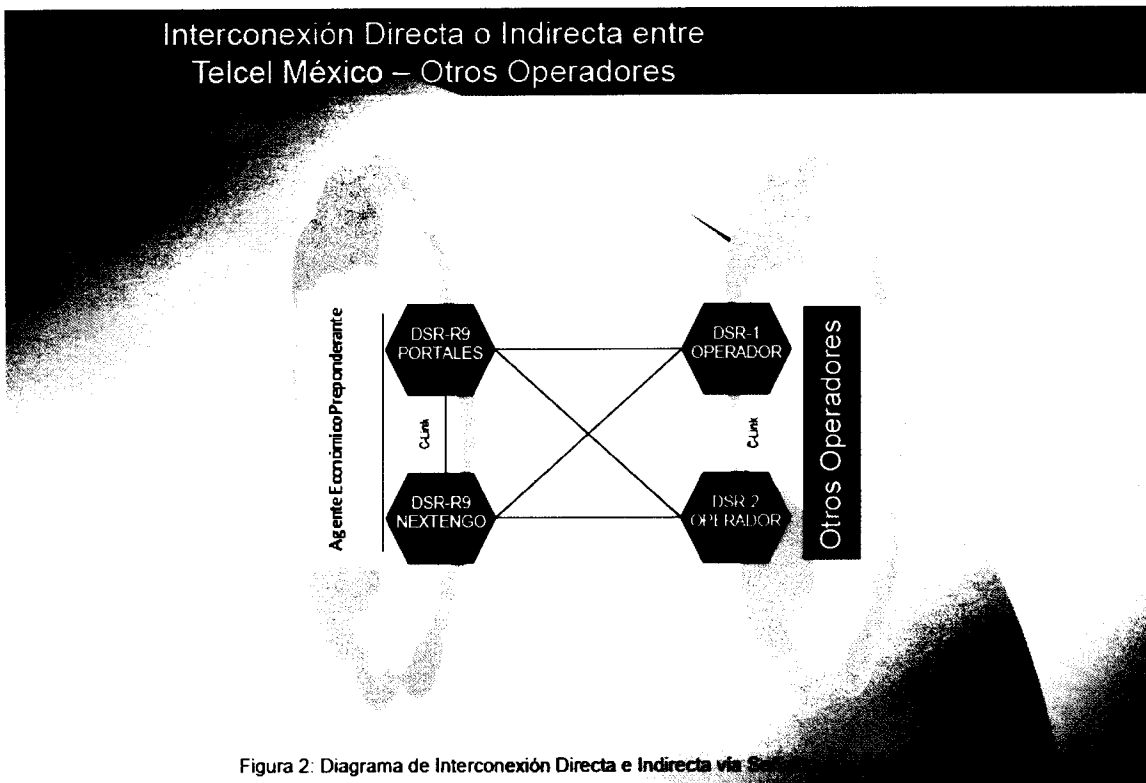 Interconexión Directa o Indirecta entre
Telcel México – Otros Operadores
Agente Económico Preponderante
DSR-R9
PORTALES
C-Link
DSR-R9
NEXTENGO
DSR-1
OPERADOR
C-Link
DSR-2
OPERADOR
Otros Operadores
Figura 2: Diagrama de Interconexión Directa e Indirecta vía